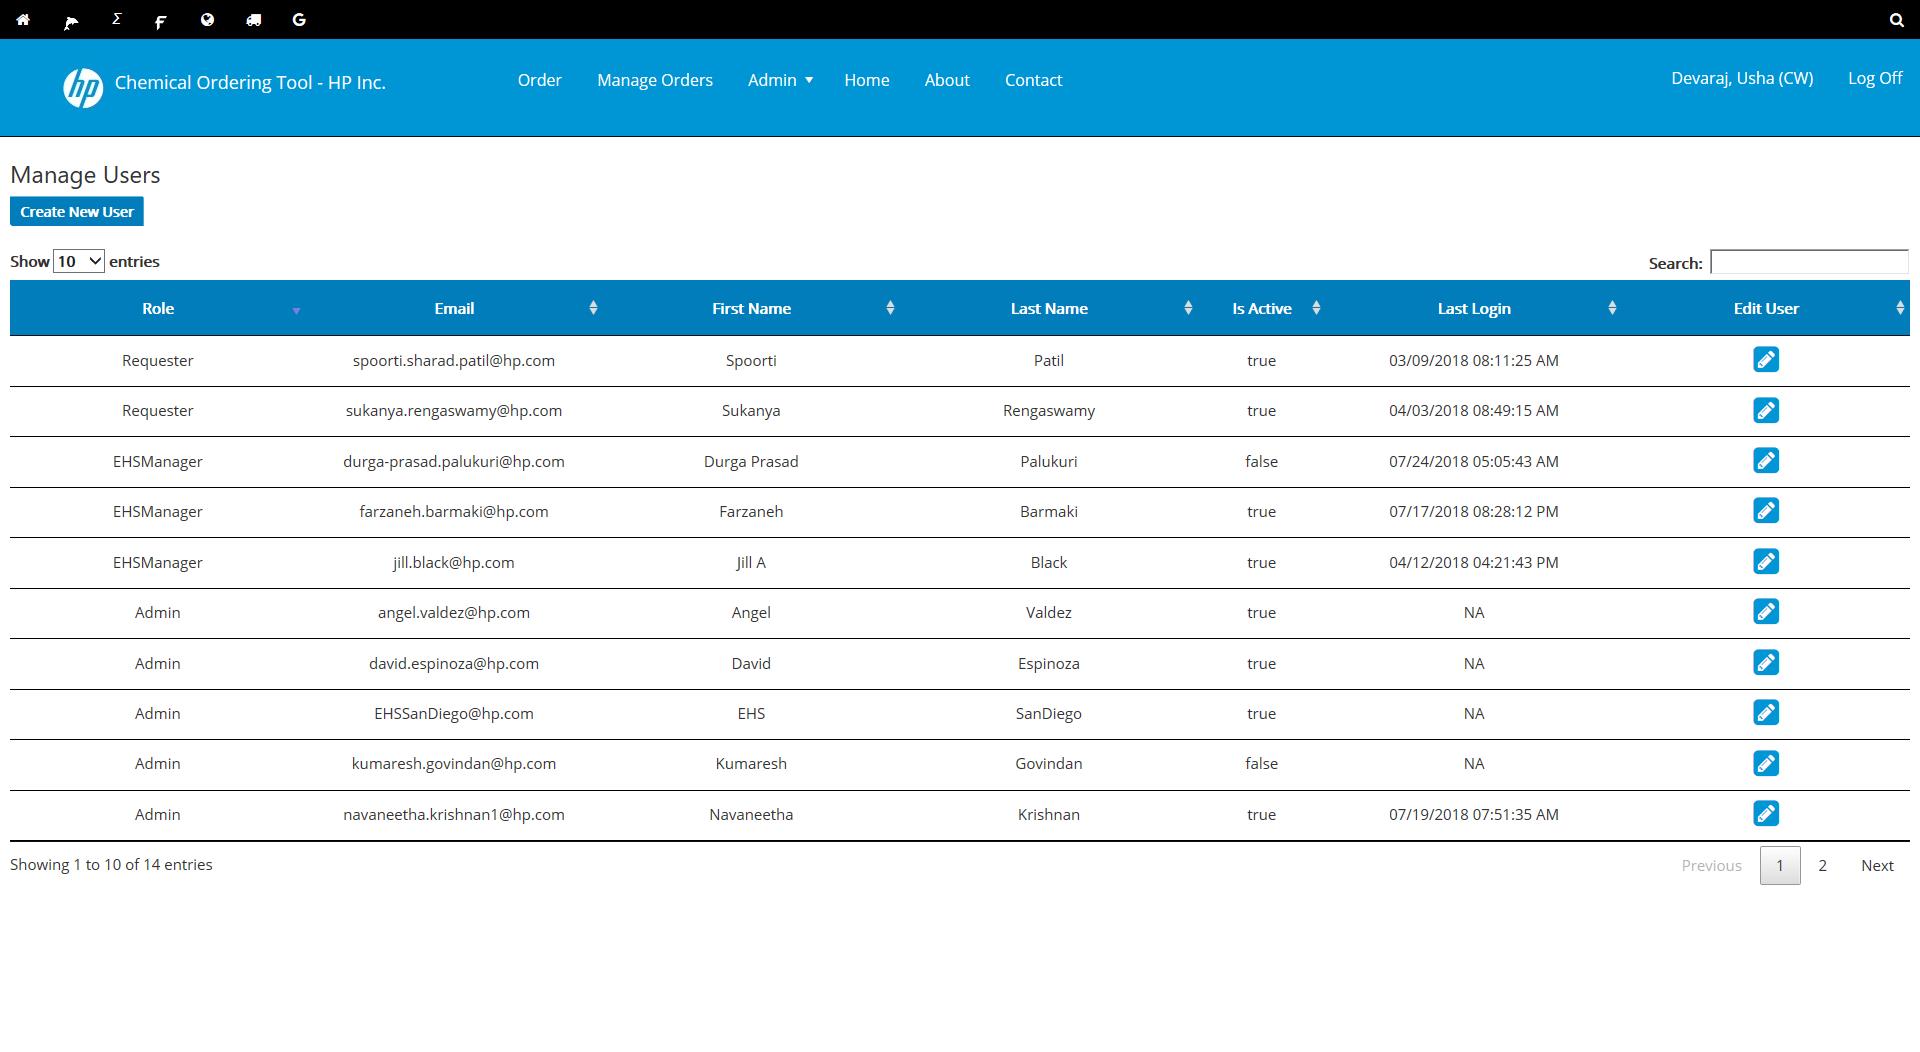 Σ F G
hp Chemical Ordering Tool - HP Inc. Order Manage Orders Admin Home About Contact Devaraj, Usha (CW) Log Off
Manage Users
Create New User
Show 10 entries Search:
Role Email First Name Last Name Is Active Last Login Edit User
Requester spoorti.sharad.patil@hp.com Spoorti Patil true 03/09/2018 08:11:25 AM
Requester sukanya.rengaswamy@hp.com Sukanya Rengaswamy true 04/03/2018 08:49:15 AM
EHSManager durga-prasad.palukuri@hp.com Durga Prasad Palukuri false 07/24/2018 05:05:43 AM
EHSManager farzaneh.barmaki@hp.com Farzaneh Barmaki true 07/17/2018 08:28:12 PM
EHSManager jill.black@hp.com Jill A Black true 04/12/2018 04:21:43 PM
Admin angel.valdez@hp.com Angel Valdez true NA
Admin david.espinoza@hp.com David Espinoza true NA
Admin EHSSanDiego@hp.com EHS SanDiego true NA
Admin kumaresh.govindan@hp.com Kumaresh Govindan false NA
Admin navaneetha.krishnan1@hp.com Navaneetha Krishnan true 07/19/2018 07:51:35 AM
Showing 1 to 10 of 14 entries Previous 1 2 Next